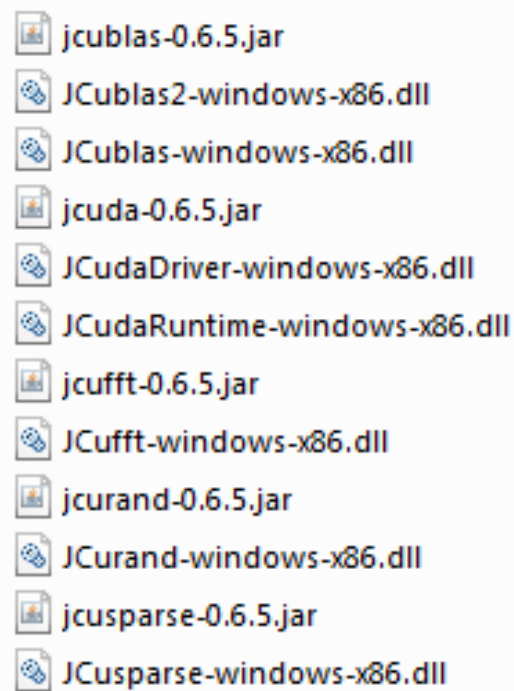 jcublas-0.6.5.jar
JCublas2-windows-x86.dll
JCublas-windows-x86.dll
jcuda-0.6.5.jar
JCudaDriver-windows-x86.dll
JCudaRuntime-windows-x86.dll
jcufft-0.6.5.jar
JCufft-windows-x86.dll
jcurand-0.6.5.jar
JCurand-windows-x86.dll
jcusparse-0.6.5.jar
JCusparse-windows-x86.dll